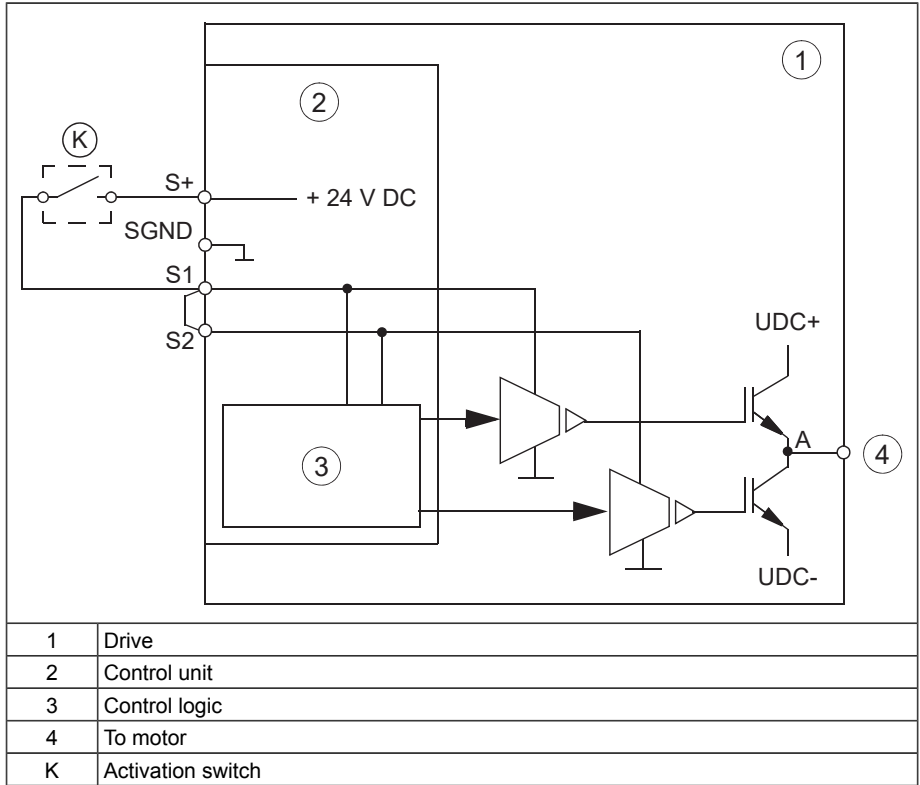 1
2
K
S+
+ 24 V DC
SGND
S1
S2
UDC+
A
3
4
UDC-
1 Drive
2 Control unit
3 Control logic
4 To motor
K Activation switch